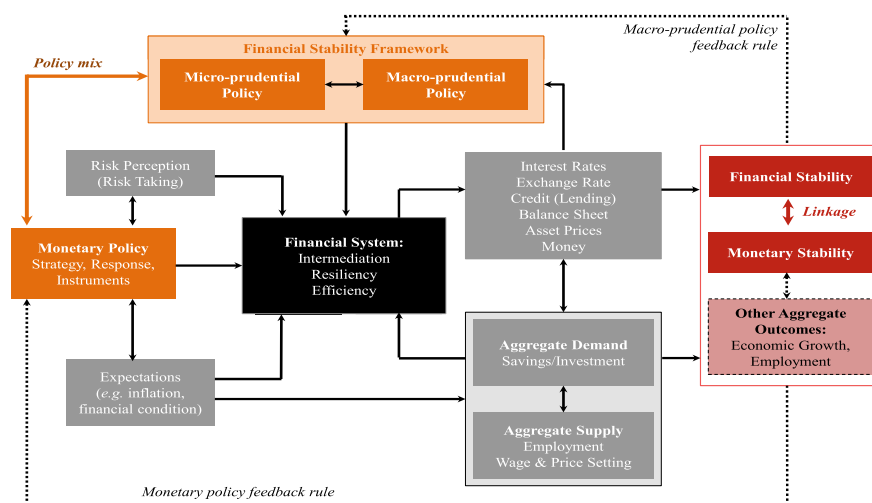 Macro-prudential policy
feedback rule
Financial Stability Framework
Policy mix
Micro-prudential
Policy
Macro-prudential
Policy
Risk Perception
(Risk Taking)
Interest Rates
Exchange Rate
Credit (Lending)
Balance Sheet
Asset Prices
Money
Financial Stability
Linkage
Monetary Stability
Monetary Policy
Strategy, Response,
Instruments
Financial System:
Intermediation
Resiliency
Efficiency
Other Aggregate
Outcomes:
Economic Growth,
Employment
Aggregate Demand
Savings/Investment
Expectations
(e.g. inflation,
financial condition)
Aggregate Supply
Employment
Wage & Price Setting
Monetary policy feedback rule